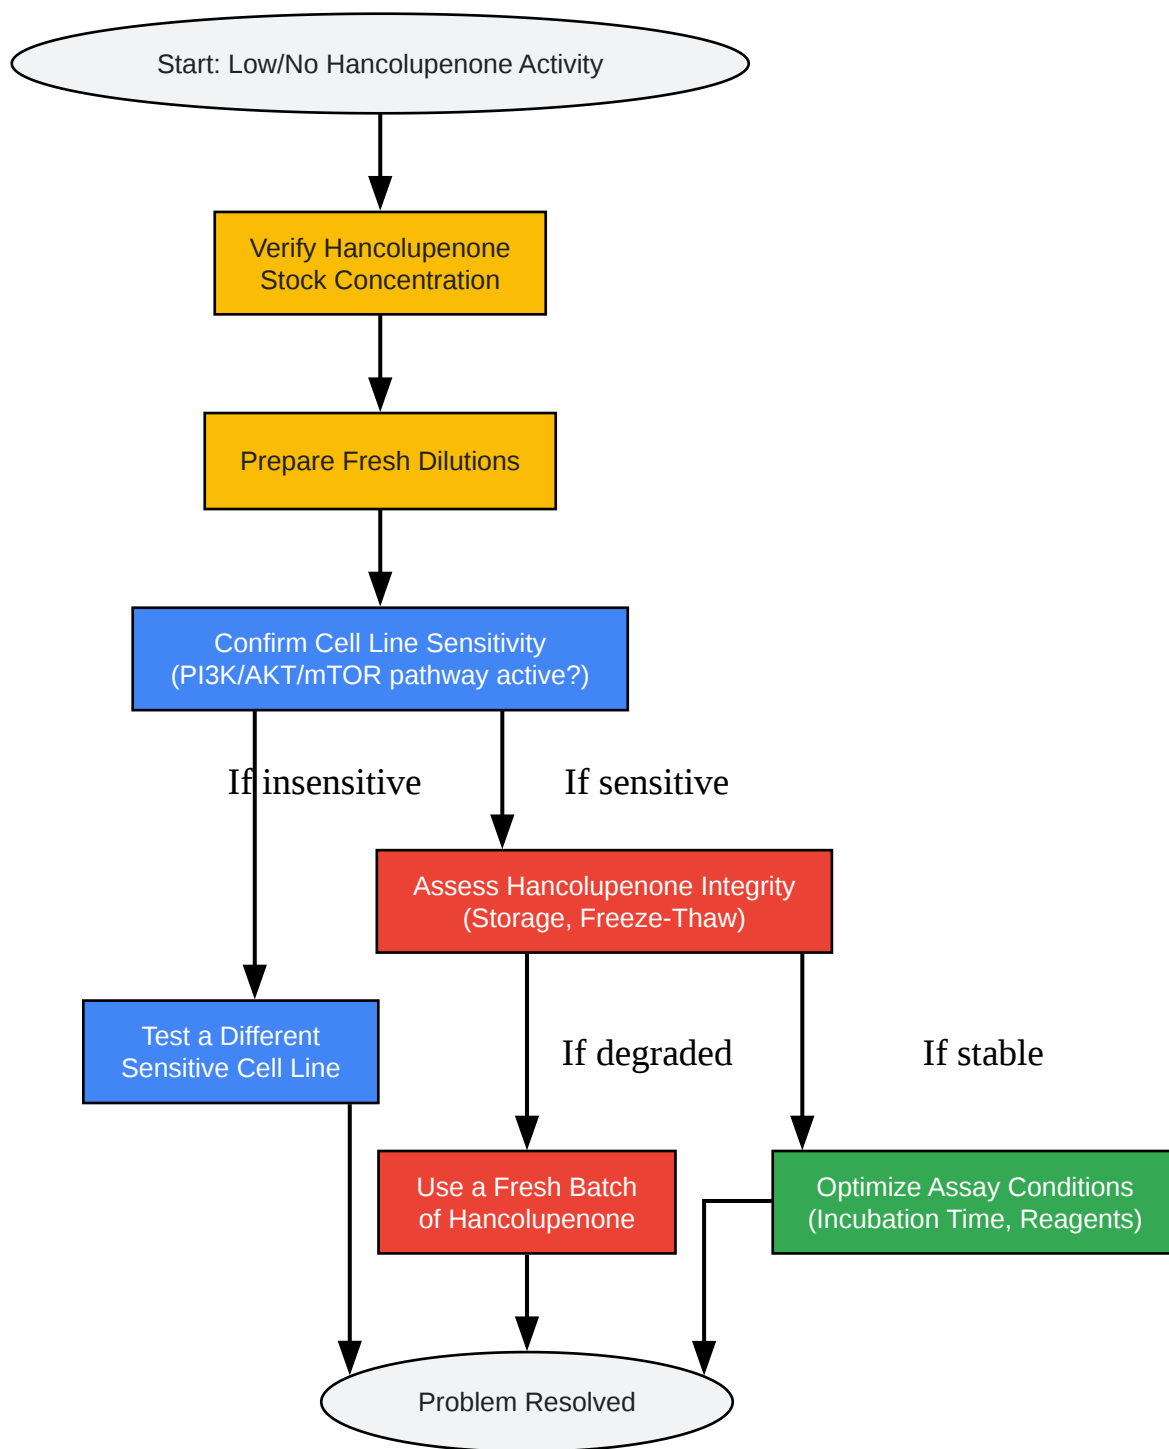 Start: Low/No Hancolupenone Activity
Verify Hancolupenone
Stock Concentration
Prepare Fresh Dilutions
Confirm Cell Line Sensitivity
(PI3K/AKT/mTOR pathway active?)
If insensitive
If sensitive
Assess Hancolupenone Integrity
(Storage, Freeze-Thaw)
Test a Different
Sensitive Cell Line
If degraded
If stable
Use a Fresh Batch
of Hancolupenone
Optimize Assay Conditions
(Incubation Time, Reagents)
Problem Resolved